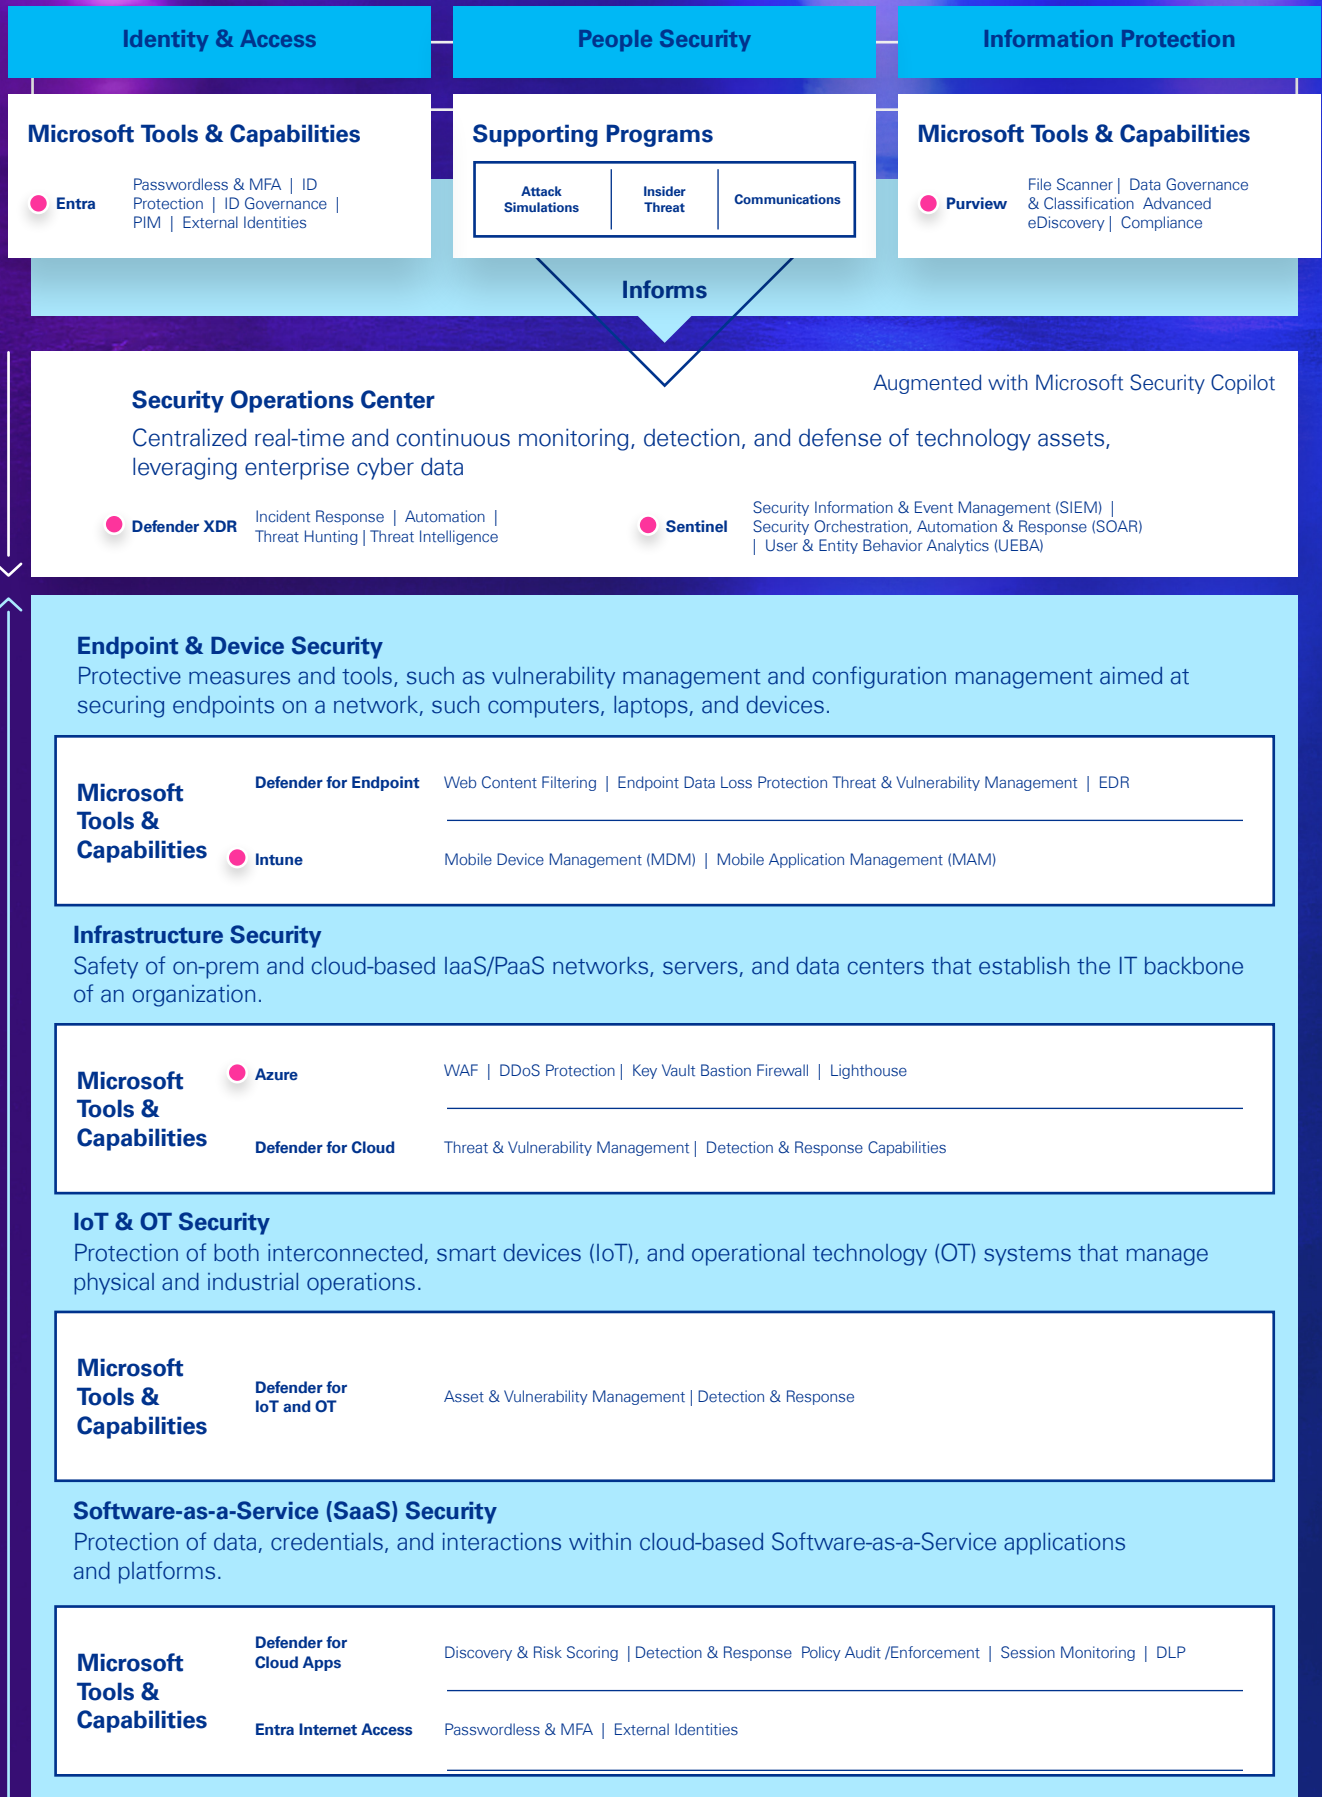 Identity & Access
People Security
Information Protection
Microsoft Tools & Capabilities
Entra
Passwordless & MFA | ID
Protection | ID Governance |
PIM | External Identities
Supporting Programs
Attack
Simulations
Insider
Threat
Communications
Microsoft Tools & Capabilities
Purview
File Scanner | Data Governance
& Classification Advanced
eDiscovery | Compliance
Informs
Augmented with Microsoft Security Copilot
Security Operations Center
Centralized real-time and continuous monitoring, detection, and defense of technology assets,
leveraging enterprise cyber data
Defender XDR
Incident Response | Automation |
Threat Hunting | Threat Intelligence
Sentinel
Security Information & Event Management (SIEM) |
Security Orchestration, Automation & Response (SOAR)
| User & Entity Behavior Analytics (UEBA)
Endpoint & Device Security
Protective measures and tools, such as vulnerability management and configuration management aimed at
securing endpoints on a network, such computers, laptops, and devices.
Microsoft
Tools &
Capabilities
Defender for Endpoint
Web Content Filtering | Endpoint Data Loss Protection Threat & Vulnerability Management | EDR
Intune
Mobile Device Management (MDM) | Mobile Application Management (MAM)
Infrastructure Security
Safety of on-prem and cloud-based IaaS/PaaS networks, servers, and data centers that establish the IT backbone
of an organization.
Microsoft
Tools &
Capabilities
Azure
WAF | DDoS Protection | Key Vault Bastion Firewall | Lighthouse
Defender for Cloud
Threat & Vulnerability Management | Detection & Response Capabilities
IoT & OT Security
Protection of both interconnected, smart devices (IoT), and operational technology (OT) systems that manage
physical and industrial operations.
Microsoft
Tools &
Capabilities
Defender for
IoT and OT
Asset & Vulnerability Management | Detection & Response
Software-as-a-Service (SaaS) Security
Protection of data, credentials, and interactions within cloud-based Software-as-a-Service applications
and platforms.
Microsoft
Tools &
Capabilities
Defender for
Cloud Apps
Discovery & Risk Scoring | Detection & Response Policy Audit /Enforcement | Session Monitoring | DLP
Entra Internet Access
Passwordless & MFA | External Identities